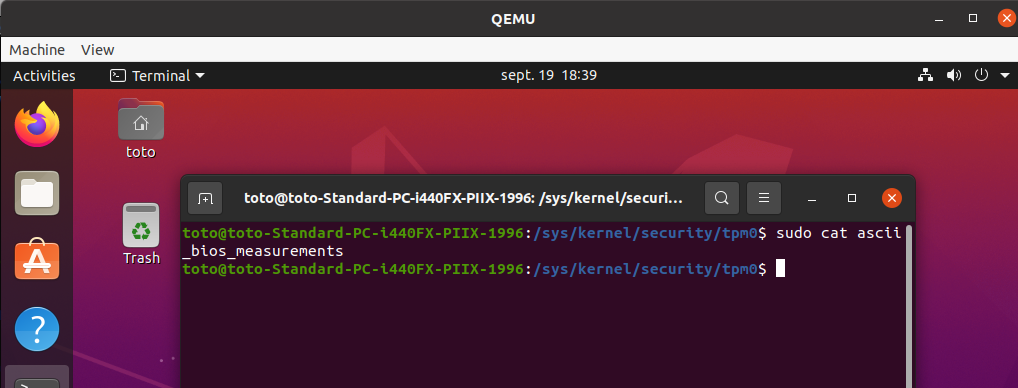 QEMU
Machine View
Activities Terminal sept. 19 18:39
toto
Trash
toto@toto-Standard-PC-i440FX-PIIX-1996: /sys/kernel/securi...
toto@toto-Standard-PC-i440FX-PIIX-1996:/sys/kernel/security/tpm0$ sudo cat ascii
_bios_measurements
toto@toto-Standard-PC-i440FX-PIIX-1996:/sys/kernel/security/tpm0$